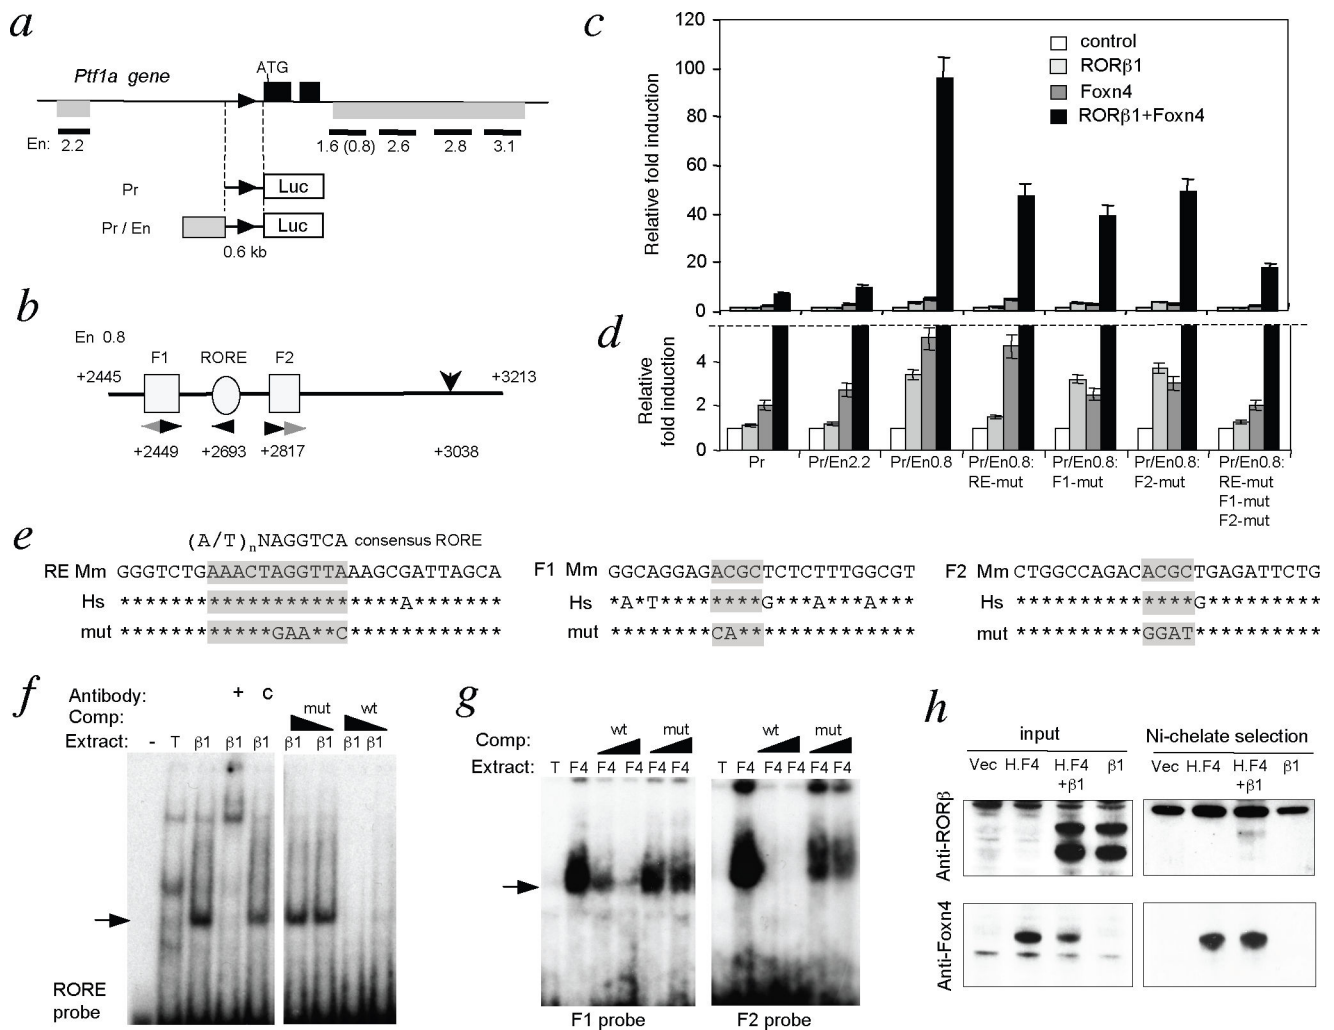 a
Ptf1a gene
ATG
En:
2.2
1.6 (0.8)
2.6
2.8
3.1
Pr
Luc
Pr / En
Luc
0.6 kb
b
En 0.8
F1
RORE
F2
+2445
+3213
+2449
+2693
+2817
+3038
c
Relative fold induction
120
100
80
60
40
20
0
control
RORβ1
Foxn4
RORβ1+Foxn4
d
Relative
fold induction
4
2
0
Pr
Pr/En2.2
Pr/En0.8
Pr/En0.8:
RE-mut
Pr/En0.8:
F1-mut
Pr/En0.8:
F2-mut
Pr/En0.8:
RE-mut
F1-mut
F2-mut
e
(A/T)nNAGGTCA consensus RORE
RE Mm GGGTCTGAAACTAGGTTAAAGCGATTAGCA
Hs ***********************A******
mut ************GAA**C************
F1 Mm GGCAGGAGACGCTCTCTTTGGCGT
Hs *A*T********G***A***A***
mut ********CA**************
F2 Mm CTGGCCAGACACGCTGAGATTCTG
Hs **************G*********
mut **********GGAT**********
f
Antibody: + c
Comp: mut wt
Extract: - T β1 β1 β1 β1 β1 β1 β1
RORE
probe
g
Comp: wt mut wt mut
Extract: T F4 F4 F4 F4 F4 T F4 F4 F4 F4 F4
F1 probe
F2 probe
h
input
Ni-chelate selection
Vec H.F4 H.F4 β1
+β1
Vec H.F4 H.F4 β1
+β1
Anti-RORβ
Anti-Foxn4